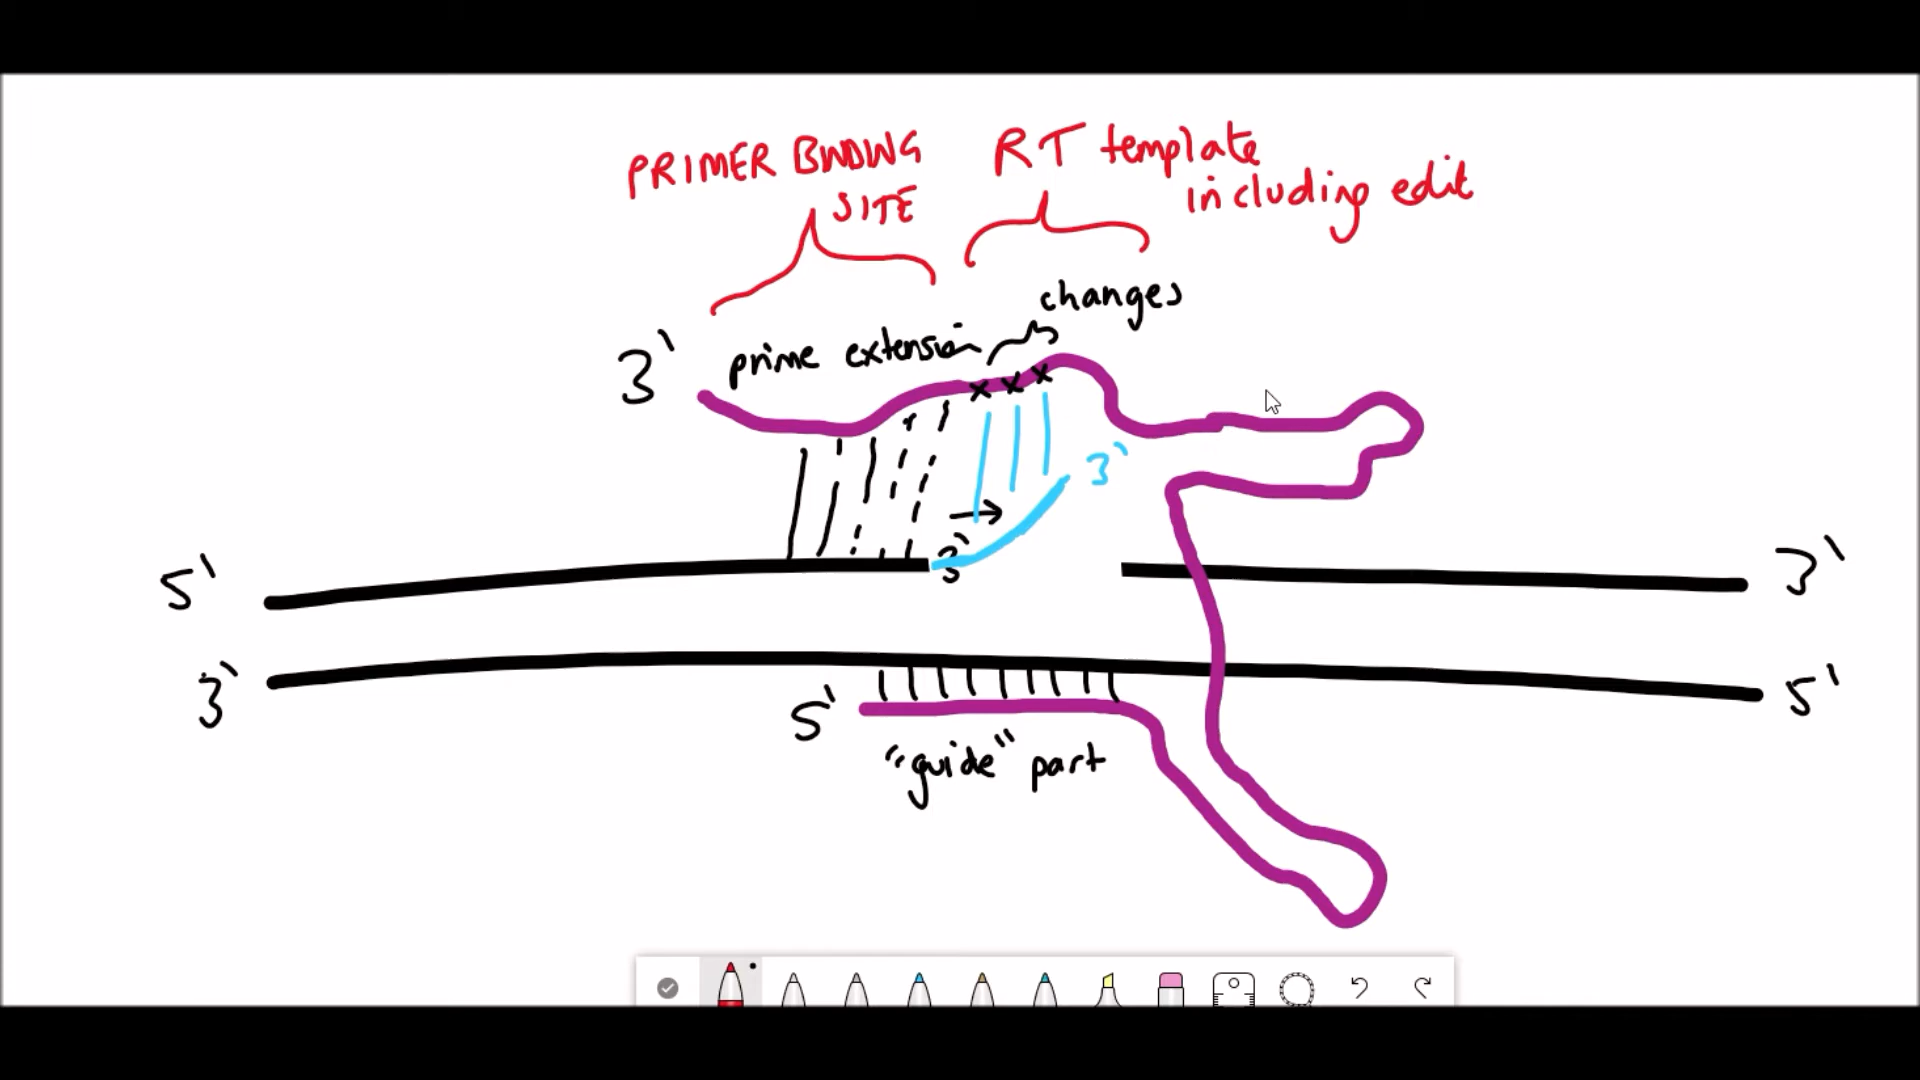 PRIMER BINDING
SITE
RT template
including edit
changes
3'
prime extension
3'
3'
5'
3'
3'
5'
5'
"guide" part